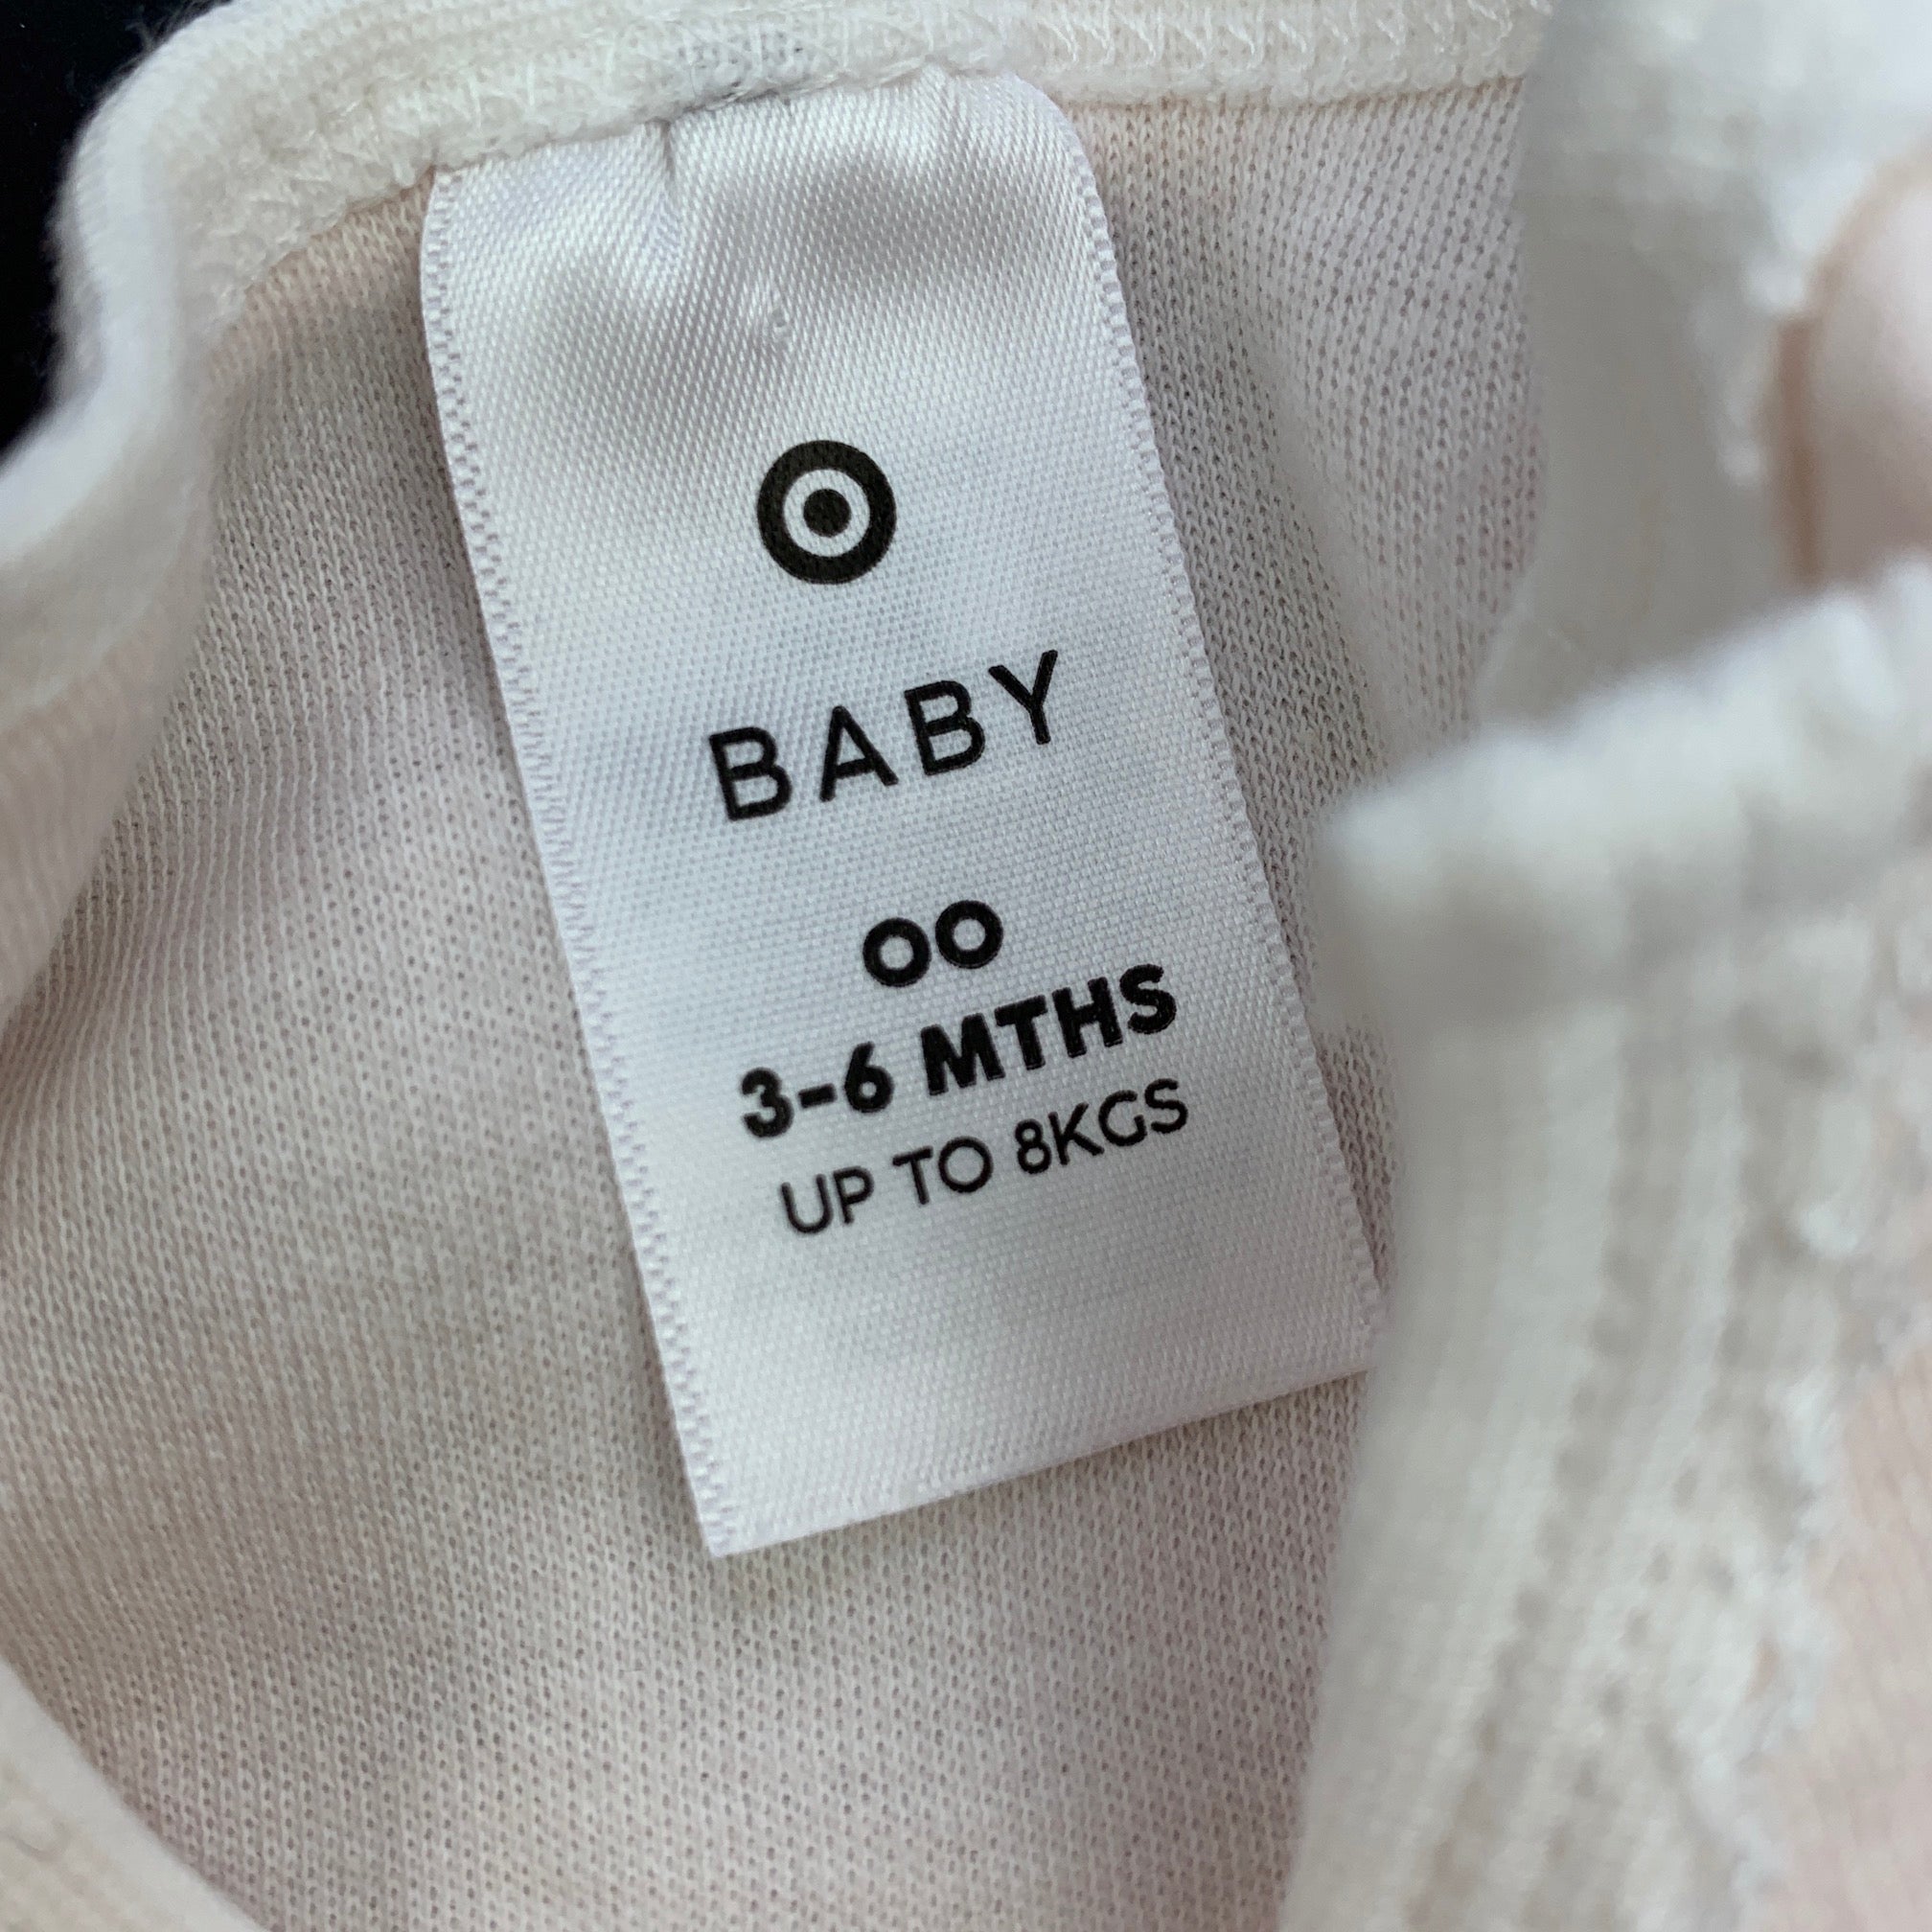 BABY
00
3-6 MTHS
UP TO 8KGS